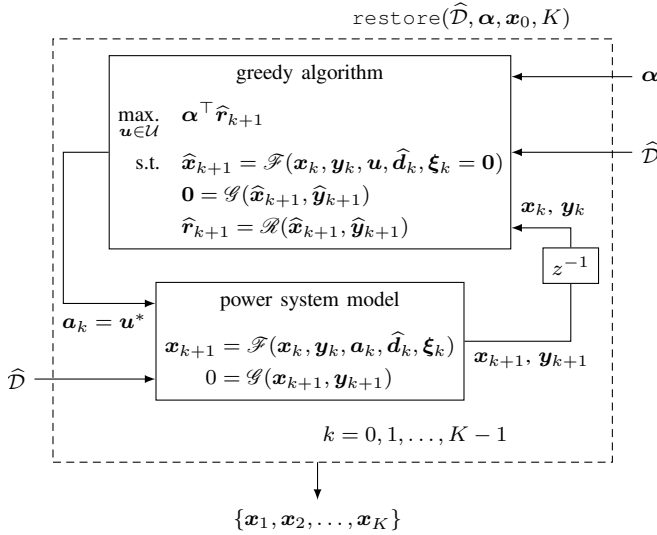 restore(𝒟̂, α, x₀, K)
greedy algorithm
max. α^⊤ r̂ₖ₊₁
u∈𝒰
s.t. x̂ₖ₊₁ = ℱ(xₖ, yₖ, u, d̂ₖ, ξₖ = 0)
0 = 𝒢(x̂ₖ₊₁, ŷₖ₊₁)
r̂ₖ₊₁ = ℛ(x̂ₖ₊₁, ŷₖ₊₁)
α
𝒟̂
xₖ, yₖ
z⁻¹
aₖ = u*
power system model
xₖ₊₁ = ℱ(xₖ, yₖ, aₖ, d̂ₖ, ξₖ)
0 = 𝒢(xₖ₊₁, yₖ₊₁)
xₖ₊₁, yₖ₊₁
𝒟̂
k = 0, 1, . . . , K − 1
{x₁, x₂, . . . , x_K}